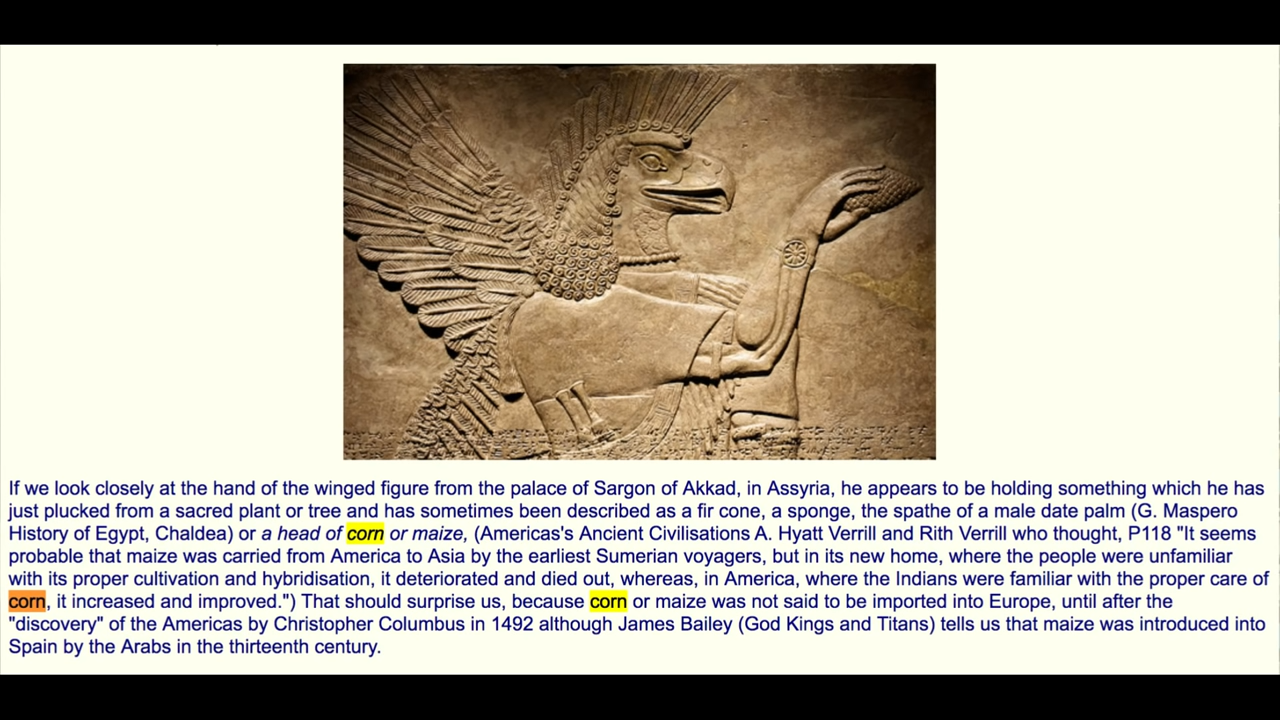 If we look closely at the hand of the winged figure from the palace of Sargon of Akkad, in Assyria, he appears to be holding something which he has
just plucked from a sacred plant or tree and has sometimes been described as a fir cone, a sponge, the spathe of a male date palm (G. Maspero
History of Egypt, Chaldea) or a head of corn or maize, (Americas's Ancient Civilisations A. Hyatt Verrill and Rith Verrill who thought, P118 "It seems
probable that maize was carried from America to Asia by the earliest Sumerian voyagers, but in its new home, where the people were unfamiliar
with its proper cultivation and hybridisation, it deteriorated and died out, whereas, in America, where the Indians were familiar with the proper care of
corn, it increased and improved.") That should surprise us, because corn or maize was not said to be imported into Europe, until after the
"discovery" of the Americas by Christopher Columbus in 1492 although James Bailey (God Kings and Titans) tells us that maize was introduced into
Spain by the Arabs in the thirteenth century.